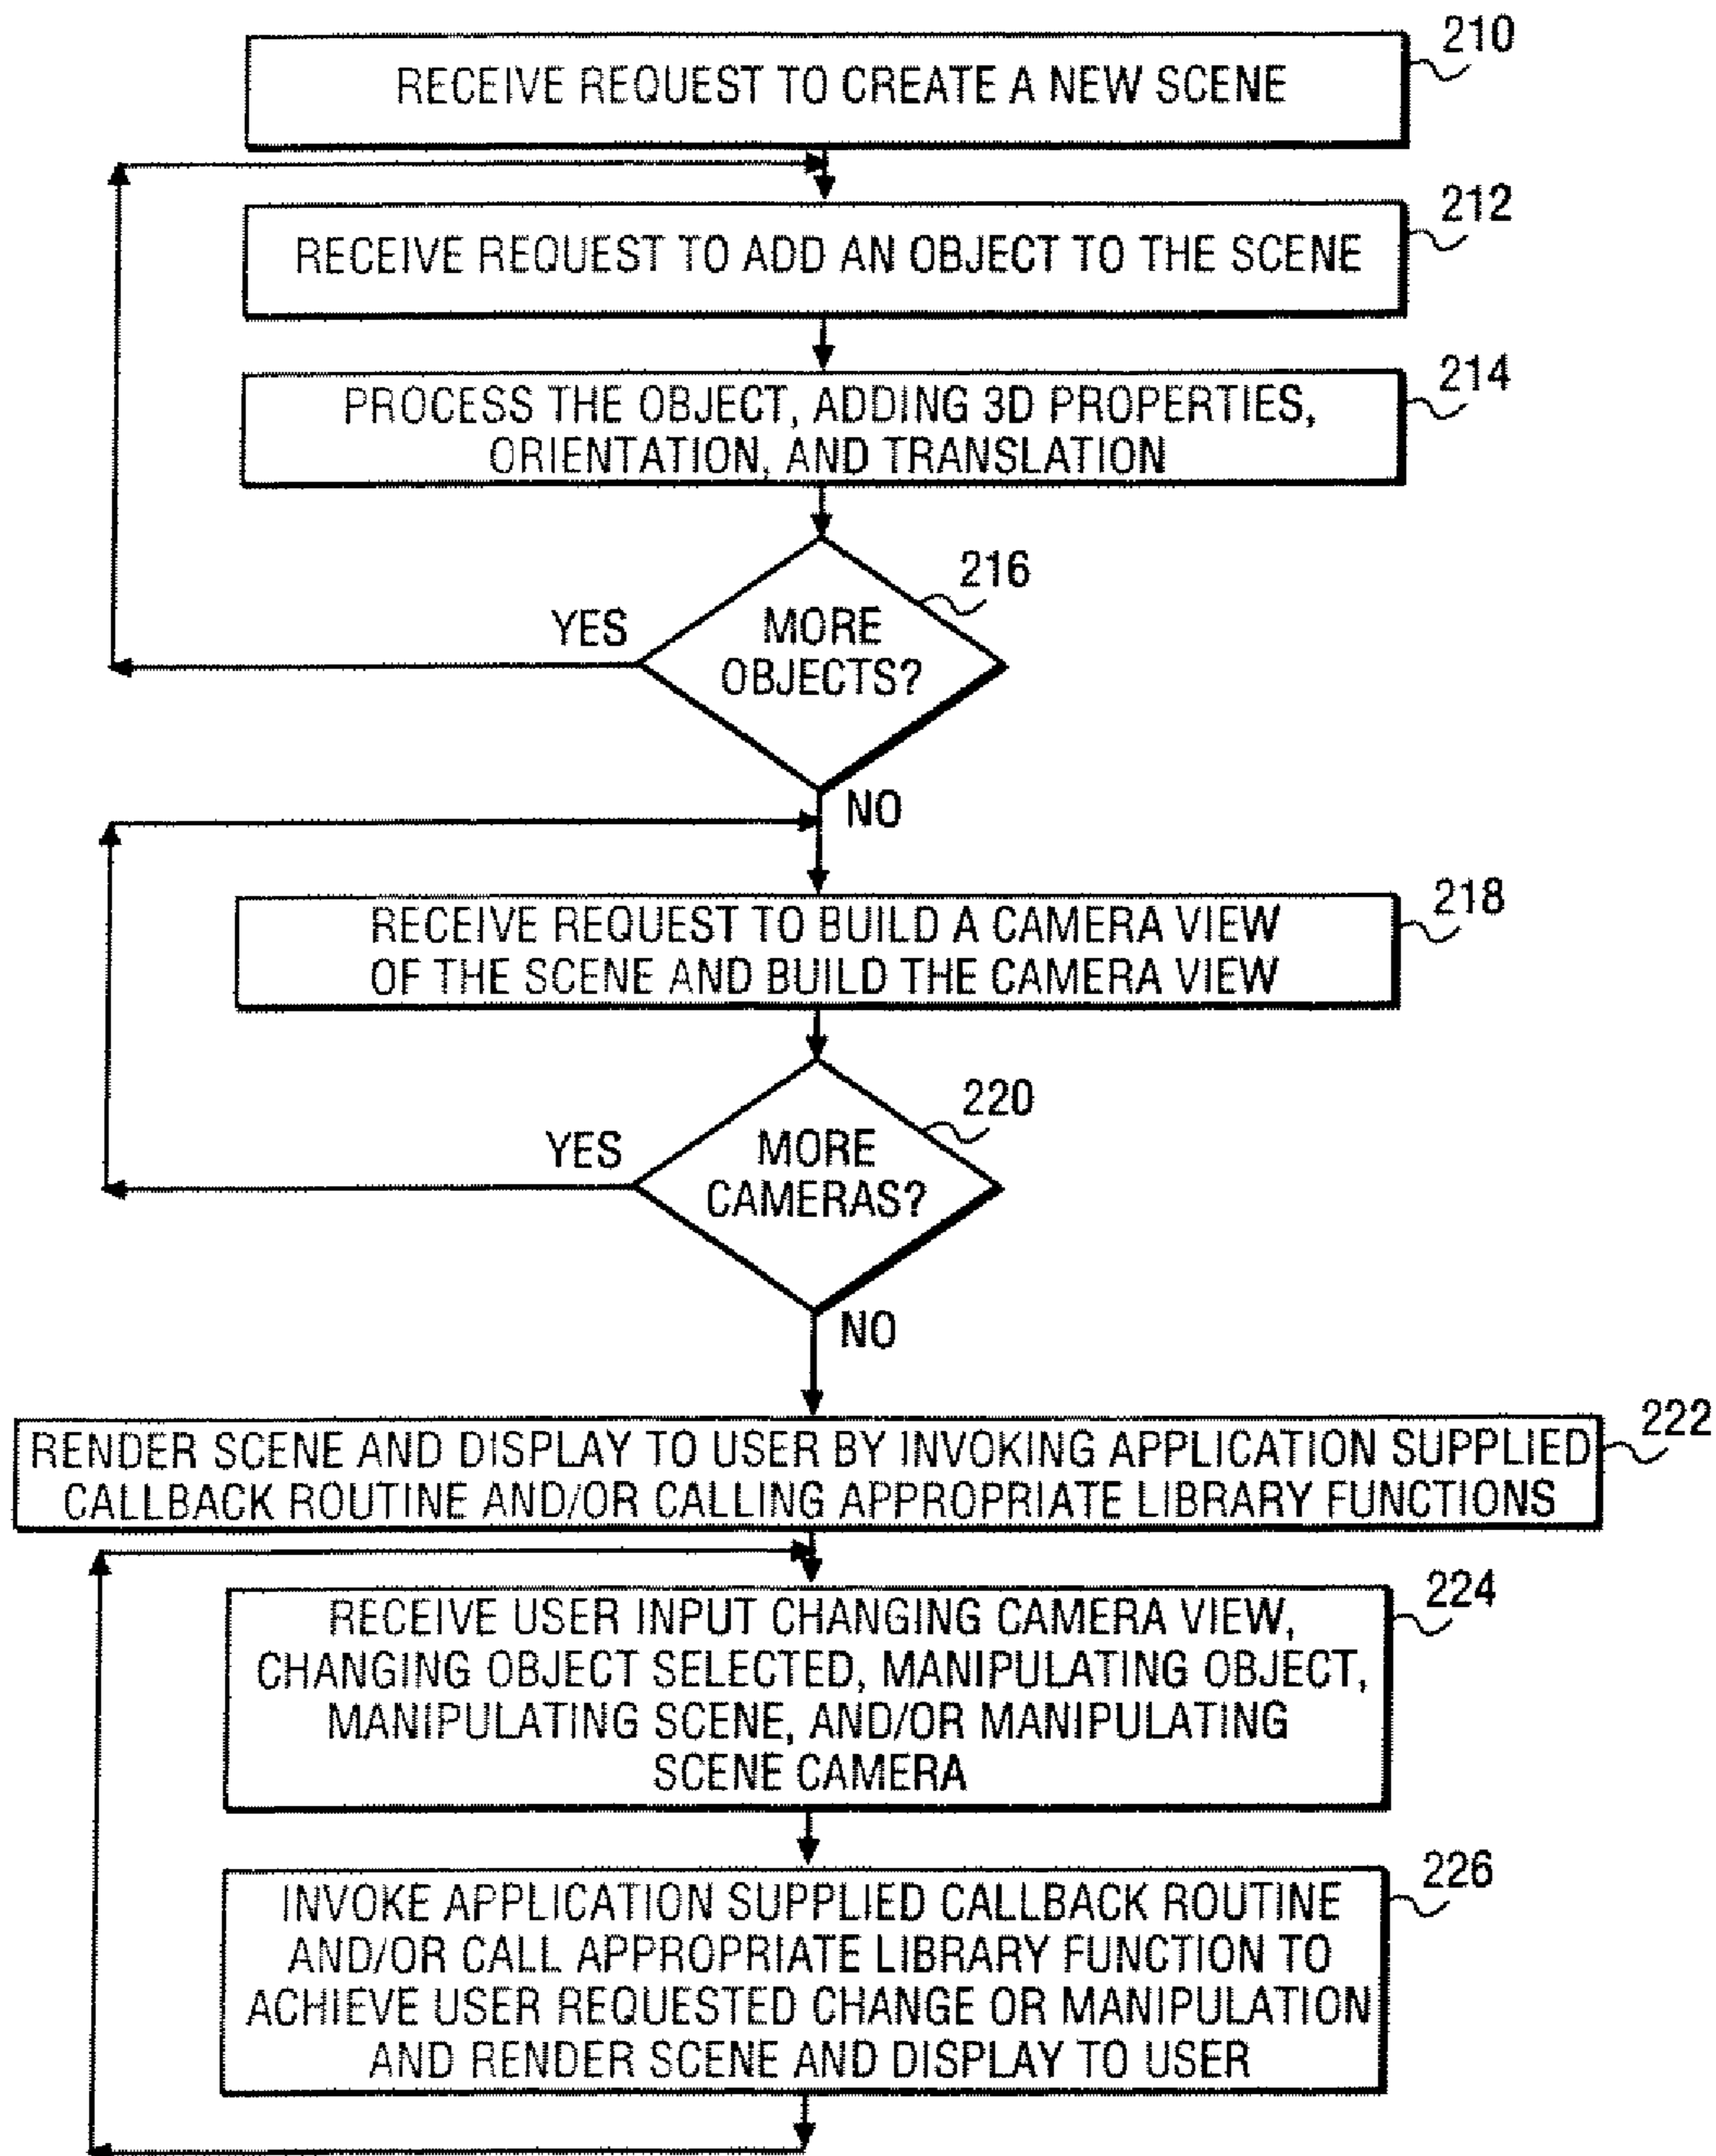 210
RECEIVE REQUEST TO CREATE A NEW SCENE
212
RECEIVE REQUEST TO ADD AN OBJECT TO THE SCENE
214
PROCESS THE OBJECT, ADDING 3D PROPERTIES,
ORIENTATION, AND TRANSLATION
216
YES
MORE
OBJECTS?
NO
218
RECEIVE REQUEST TO BUILD A CAMERA VIEW
OF THE SCENE AND BUILD THE CAMERA VIEW
220
YES
MORE
CAMERAS?
NO
222
RENDER SCENE AND DISPLAY TO USER BY INVOKING APPLICATION SUPPLIED
CALLBACK ROUTINE AND/OR CALLING APPROPRIATE LIBRARY FUNCTIONS
224
RECEIVE USER INPUT CHANGING CAMERA VIEW,
CHANGING OBJECT SELECTED, MANIPULATING OBJECT,
MANIPULATING SCENE, AND/OR MANIPULATING
SCENE CAMERA
226
INVOKE APPLICATION SUPPLIED CALLBACK ROUTINE
AND/OR CALL APPROPRIATE LIBRARY FUNCTION TO
ACHIEVE USER REQUESTED CHANGE OR MANIPULATION
AND RENDER SCENE AND DISPLAY TO USER